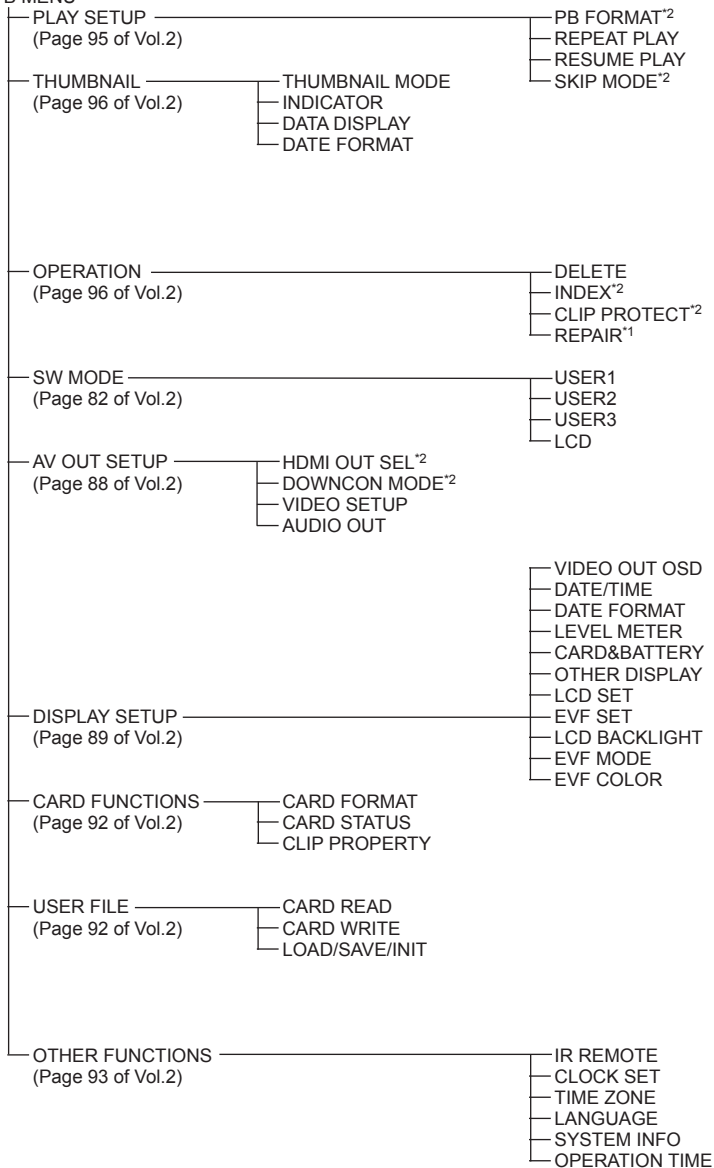 PLAY SETUP
(Page 95 of Vol.2)
PB FORMAT*2
REPEAT PLAY
RESUME PLAY
SKIP MODE*2
THUMBNAIL
(Page 96 of Vol.2)
THUMBNAIL MODE
INDICATOR
DATA DISPLAY
DATE FORMAT
OPERATION
(Page 96 of Vol.2)
DELETE
INDEX*2
CLIP PROTECT*2
REPAIR*1
SW MODE
(Page 82 of Vol.2)
USER1
USER2
USER3
LCD
AV OUT SETUP
(Page 88 of Vol.2)
HDMI OUT SEL*2
DOWNCON MODE*2
VIDEO SETUP
AUDIO OUT
DISPLAY SETUP
(Page 89 of Vol.2)
VIDEO OUT OSD
DATE/TIME
DATE FORMAT
LEVEL METER
CARD&BATTERY
OTHER DISPLAY
LCD SET
EVF SET
LCD BACKLIGHT
EVF MODE
EVF COLOR
CARD FUNCTIONS
(Page 92 of Vol.2)
CARD FORMAT
CARD STATUS
CLIP PROPERTY
USER FILE
(Page 92 of Vol.2)
CARD READ
CARD WRITE
LOAD/SAVE/INIT
OTHER FUNCTIONS
(Page 93 of Vol.2)
IR REMOTE
CLOCK SET
TIME ZONE
LANGUAGE
SYSTEM INFO
OPERATION TIME